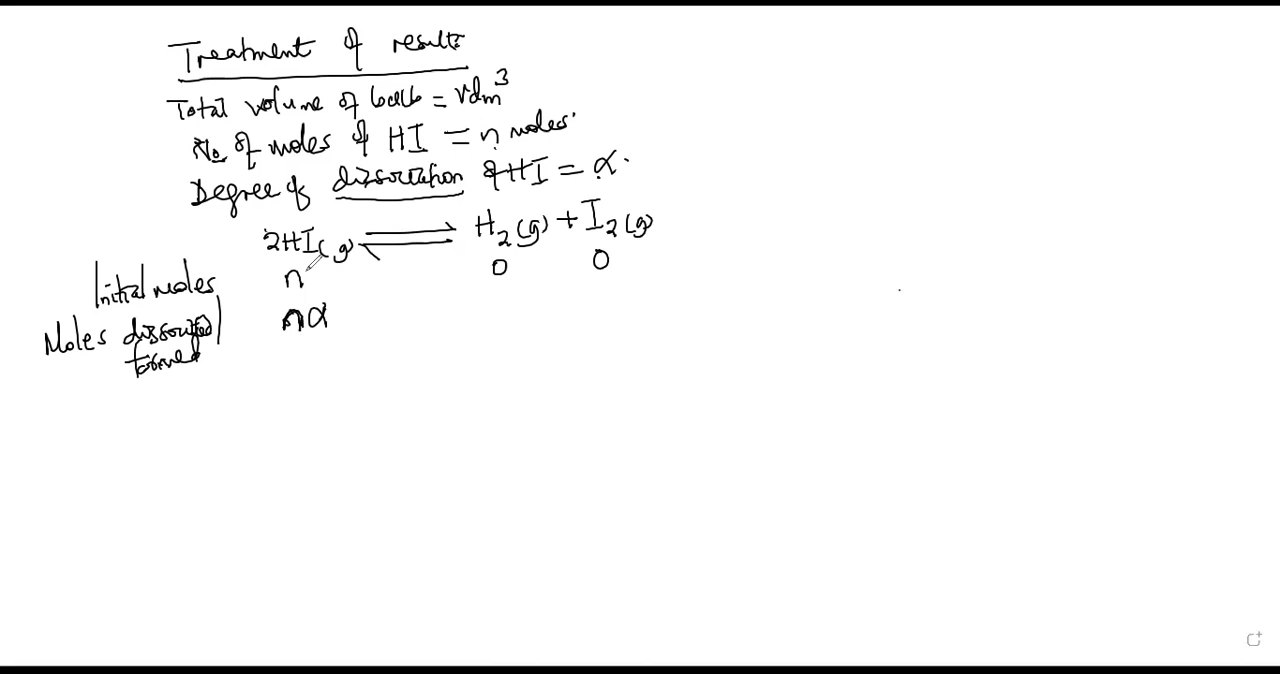 Treatment of results
Total volume of bulb = Vdm³
No. of moles of HI = n moles.
Degree of dissociation of HI = α.
2HI(g) ⇌ H₂(g) + I₂(g)
Initial moles n 0 0
Moles dissociated/ nα
formed